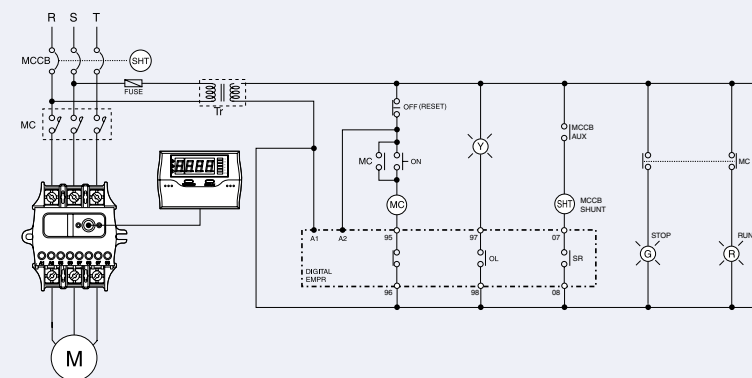 R S T
MCCB
SHT
FUSE
Tr
MC
OFF (RESET)
MC
ON
MC
Y
MCCB
AUX
SHT
MCCB
SHUNT
MC
A1
A2
95
97
07
STOP
RUN
G
R
DIGITAL
EMPR
OL
SR
96
98
08
M